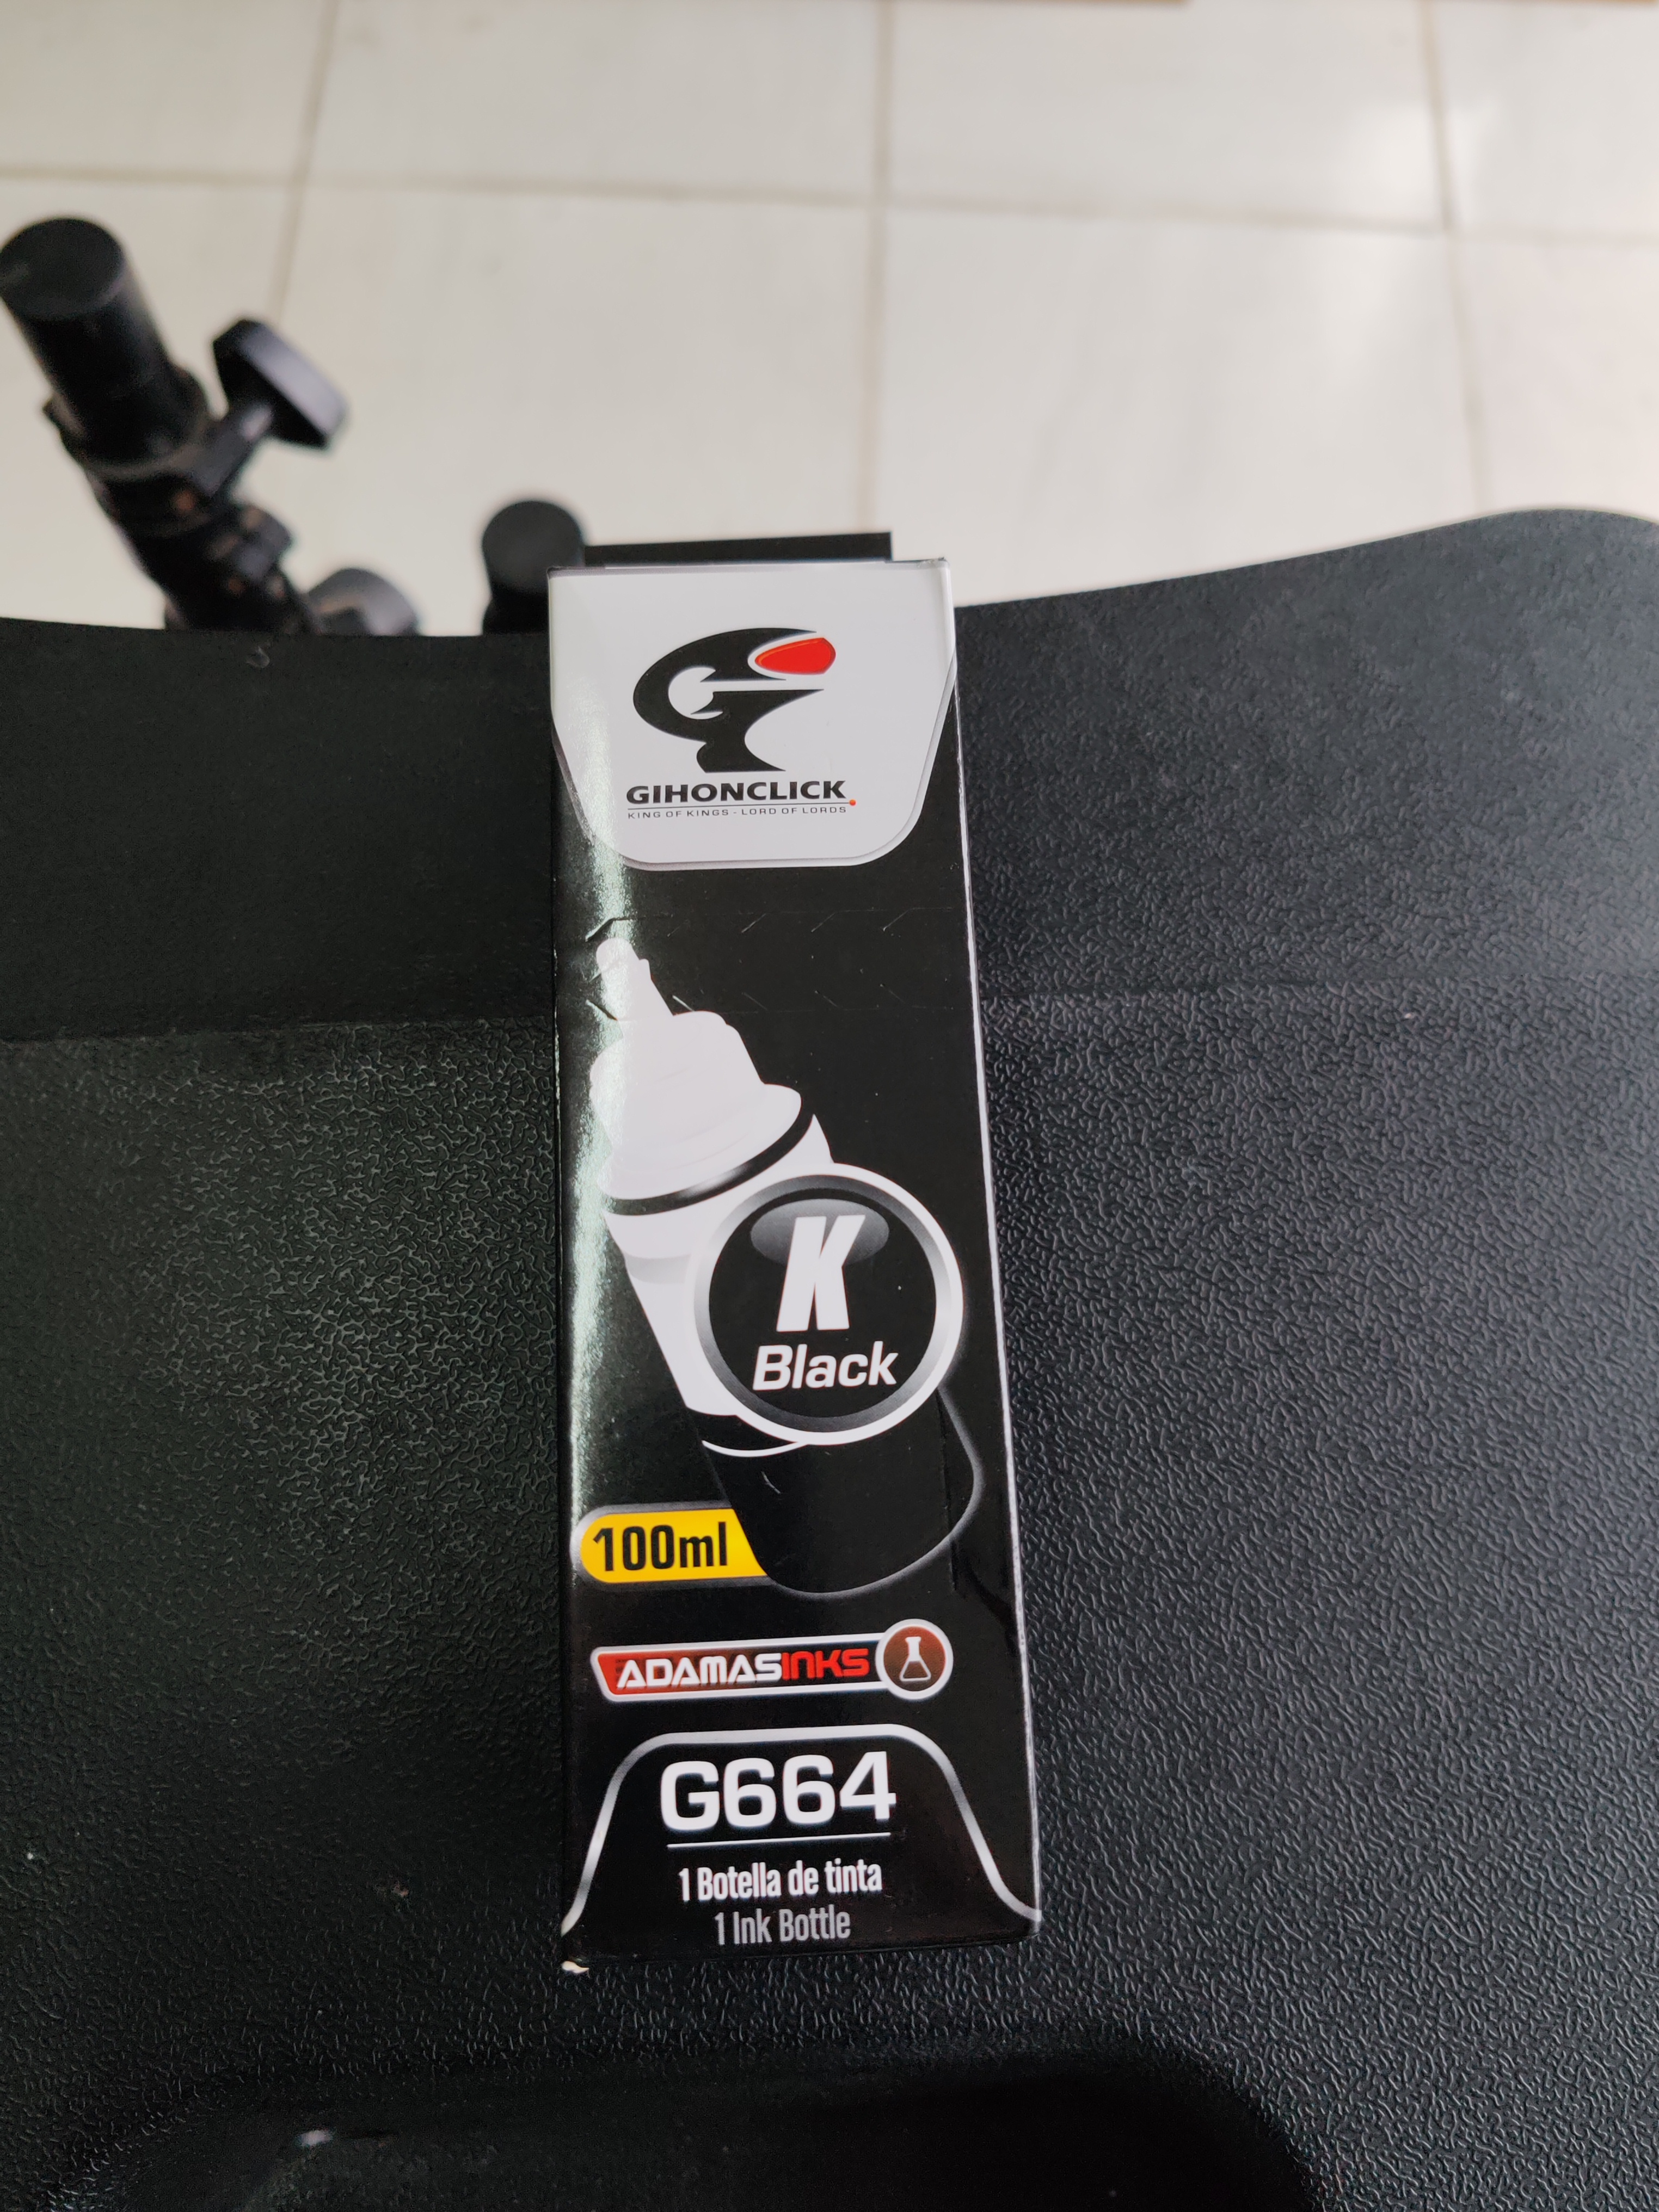 GIHONCLICK
KING OF KINGS - LORD OF LORDS
K
Black
100ml
ADAMASINKS
G664
1 Botella de tinta
1 Ink Bottle